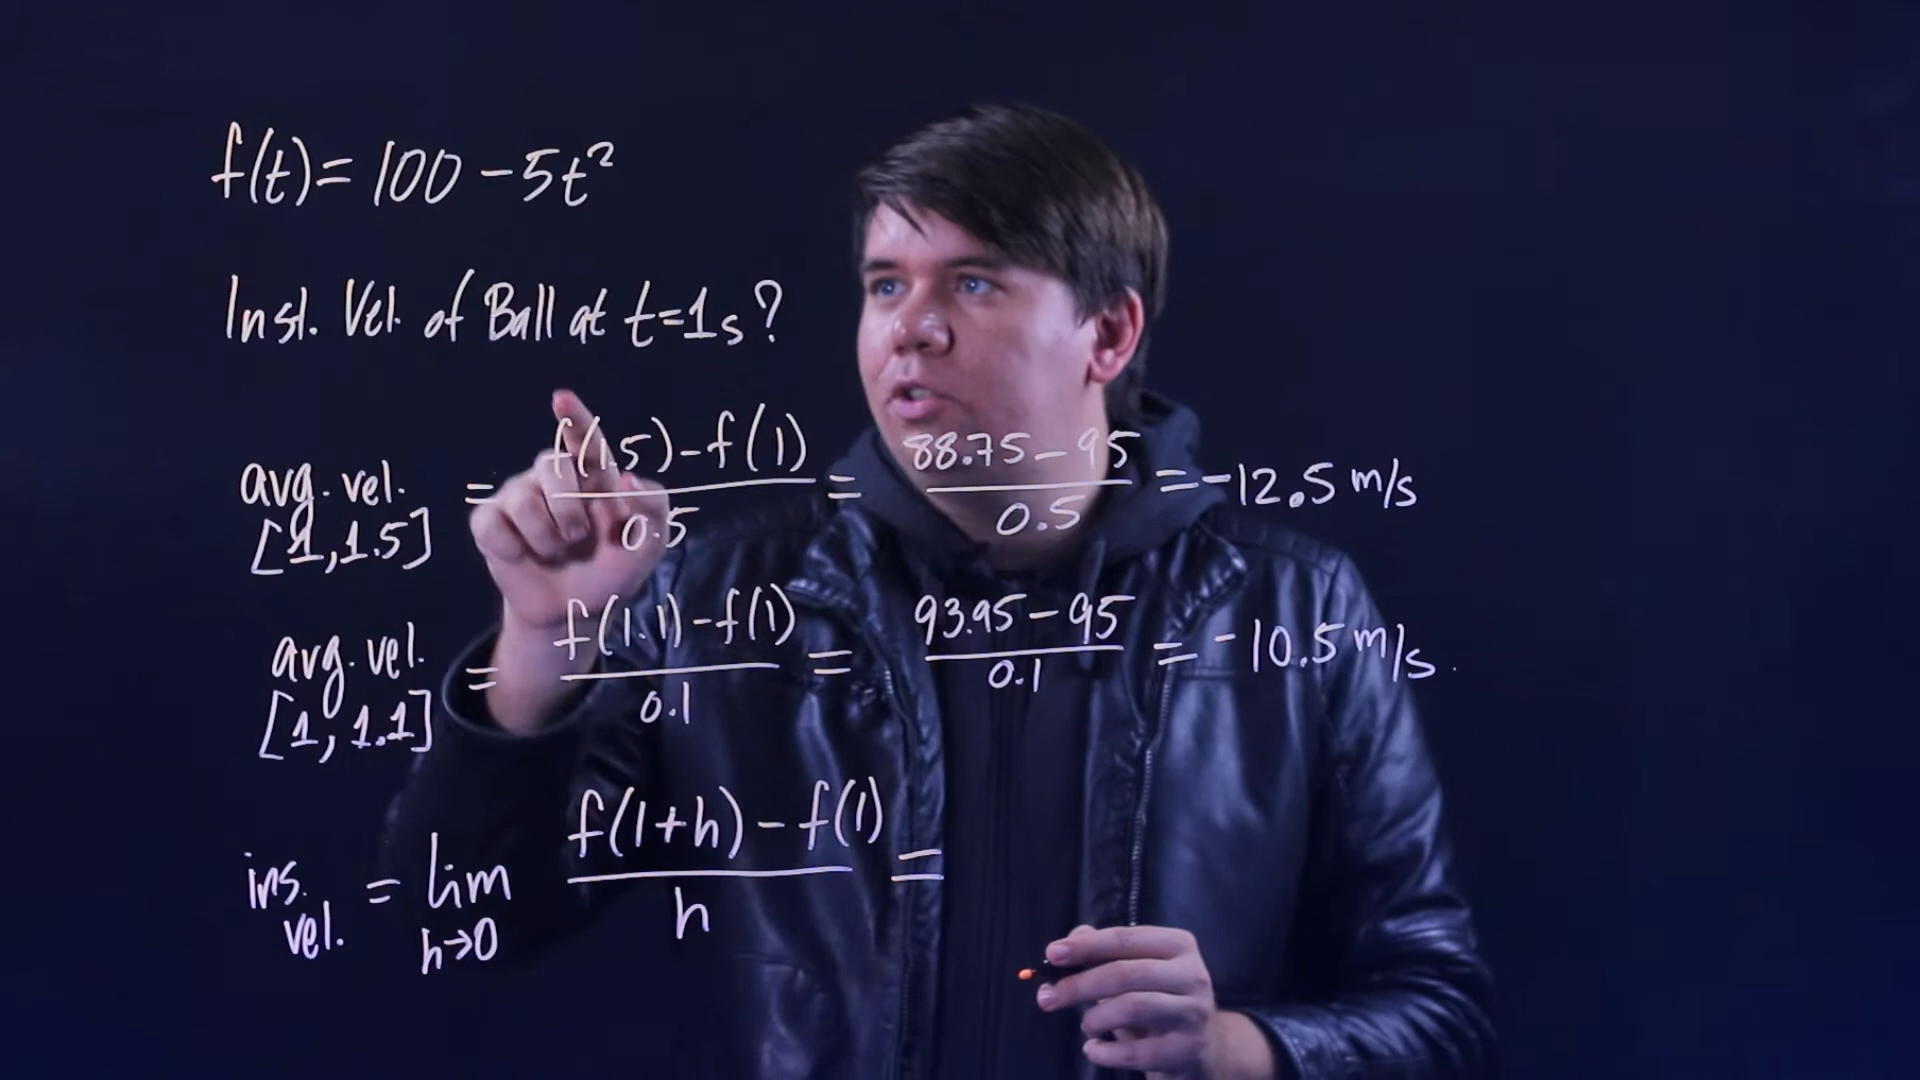 f(t) = 100 - 5t²
Inst. Vel. of Ball at t=1s?
avg. vel. [1,1.5] = f(1.5)-f(1) / 0.5 = 88.75-95 / 0.5 = -12.5 m/s
avg. vel. [1,1.1] = f(1.1)-f(1) / 0.1 = 93.95-95 / 0.1 = -10.5 m/s.
ins. vel. = lim h→0 f(1+h)-f(1) / h =